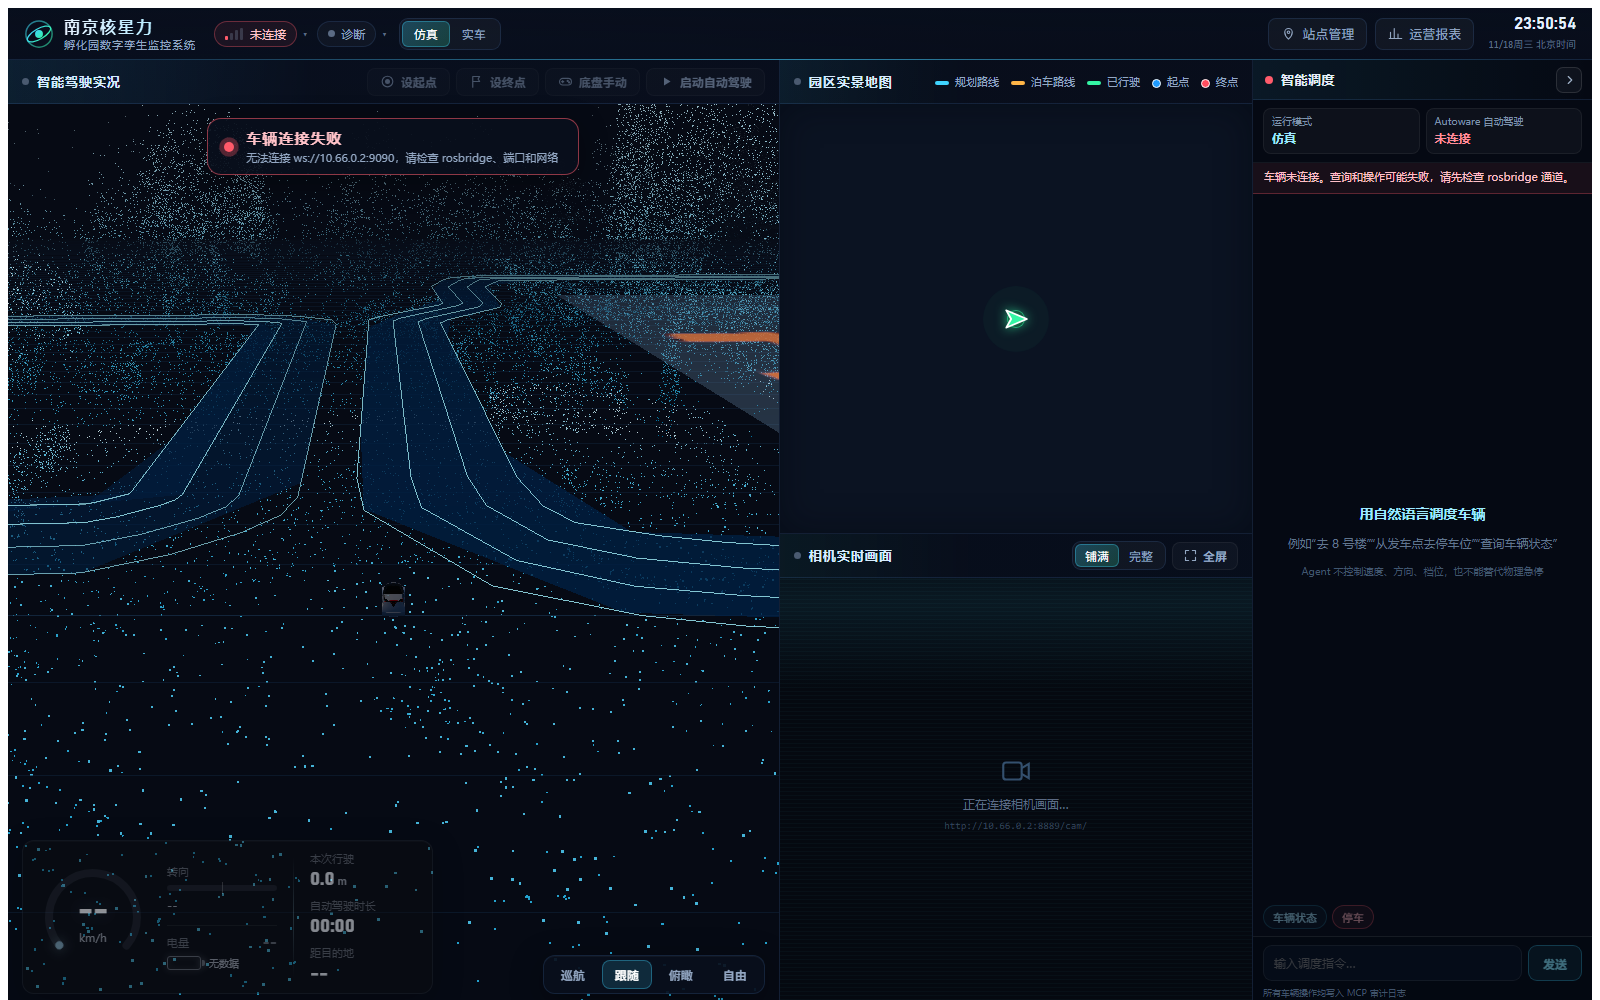 南京核星力
孵化园数字孪生监控系统
未连接
诊断
仿真
实车
站点管理
运营报表
23:50:54
11/18周三 北京时间
智能驾驶实况
设起点
设终点
底盘手动
启动自动驾驶
车辆连接失败
无法连接 ws://10.66.0.2:9090，请检查 rosbridge、端口和网络
转向
--
km/h
--
电量
--
无数据
本次行驶
0.0 m
自动驾驶时长
00:00
距目的地
--
巡航
跟随
俯瞰
自由
园区实景地图
规划路线
泊车路线
已行驶
起点
终点
相机实时画面
铺满
完整
全屏
正在连接相机画面...
http://10.66.0.2:8889/cam/
智能调度
运行模式
仿真
Autoware 自动驾驶
未连接
车辆未连接。查询和操作可能失败，请先检查 rosbridge 通道。
用自然语言调度车辆
例如“去 8 号楼”“从发车点去停车位”“查询车辆状态”
Agent 不控制速度、方向、档位，也不能替代物理急停
车辆状态
停车
输入调度指令...
发送
所有车辆操作均写入 MCP 审计日志